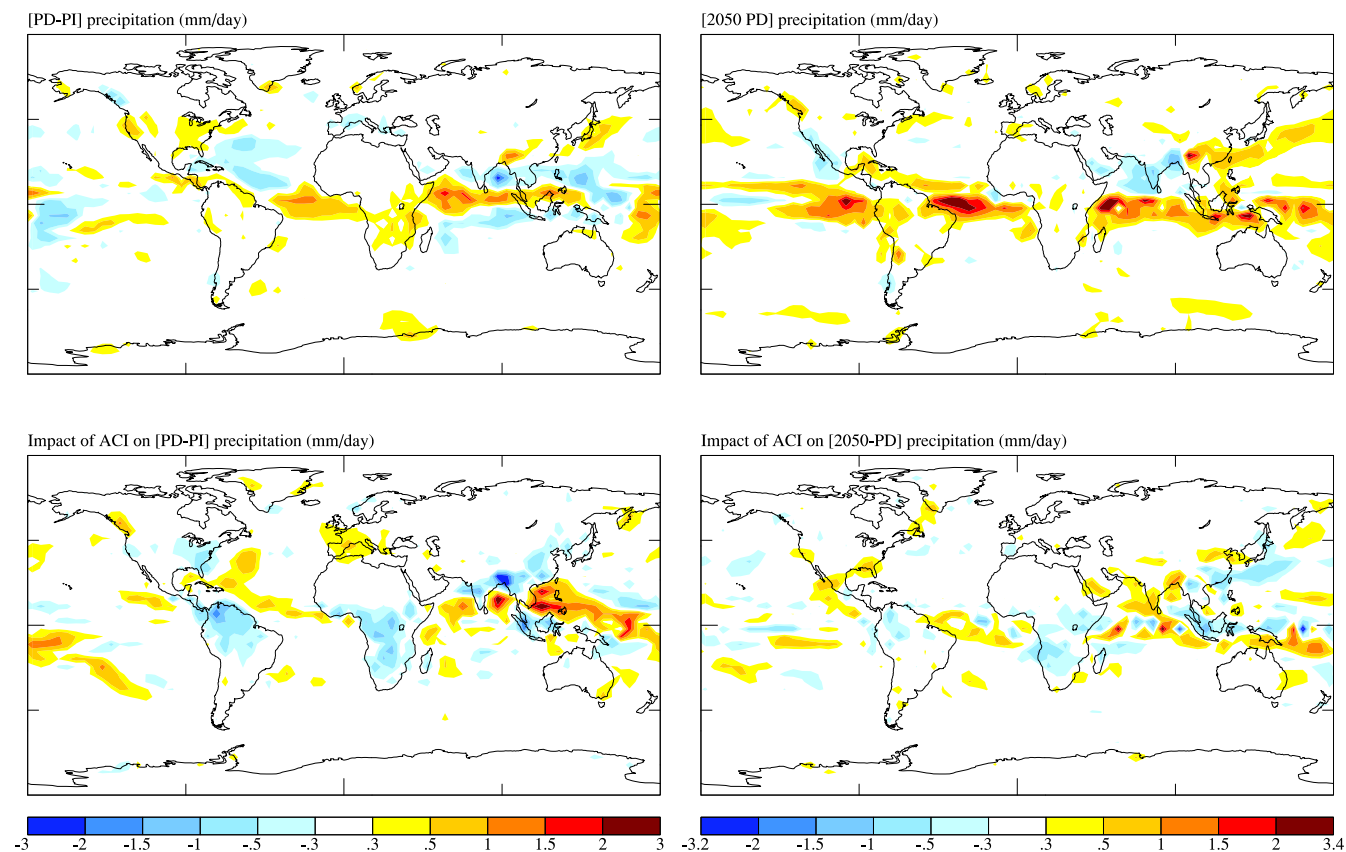 [PD-PI] precipitation (mm/day)
[2050 PD] precipitation (mm/day)
Impact of ACI on [PD-PI] precipitation (mm/day)
Impact of ACI on [2050-PD] precipitation (mm/day)
-3 -2 -1.5 -1 -.5 -.3 .3 .5 1 1.5 2 3
-3.2 -2 -1.5 -1 -.5 -.3 .3 .5 1 1.5 2 3.4